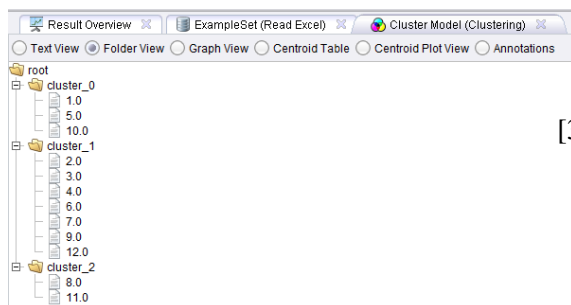 Result Overview ExampleSet (Read Excel) Cluster Model (Clustering)
Text View Folder View Graph View Centroid Table Centroid Plot View Annotations
root
cluster_0
1.0
5.0
10.0
cluster_1
2.0
3.0
4.0
6.0
7.0
9.0
12.0
cluster_2
8.0
11.0